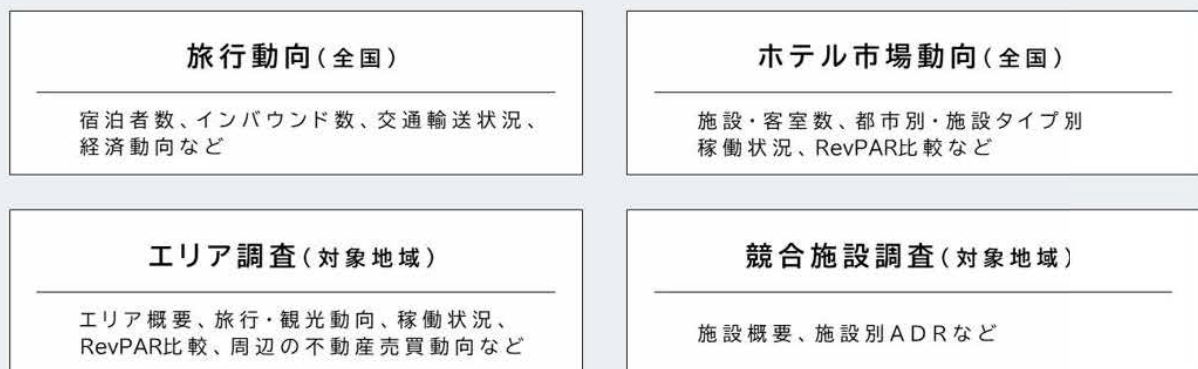 旅行動向(全国)
宿泊者数、インバウンド数、交通輸送状況、
経済動向など
ホテル市場動向(全国)
施設・客室数、都市別・施設タイプ別
稼働状況、RevPAR比較など
エリア調査(対象地域)
エリア概要、旅行・観光動向、稼働状況、
RevPAR比較、周辺の不動産売買動向など
競合施設調査(対象地域)
施設概要、施設別ADRなど